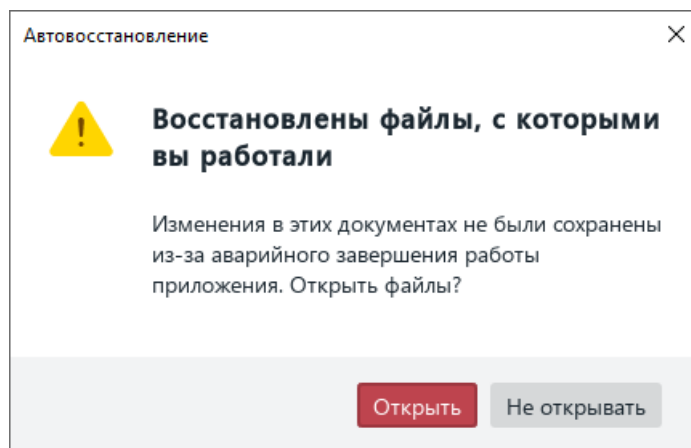 Автовосстановление
Восстановлены файлы, с которыми
вы работали
Изменения в этих документах не были сохранены
из-за аварийного завершения работы
приложения. Открыть файлы?
Открыть
Не открывать